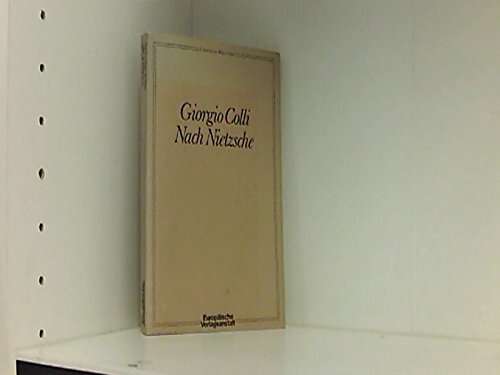 Giorgio Colli
Nach Nietzsche
Europäische
Verlagsanstalt